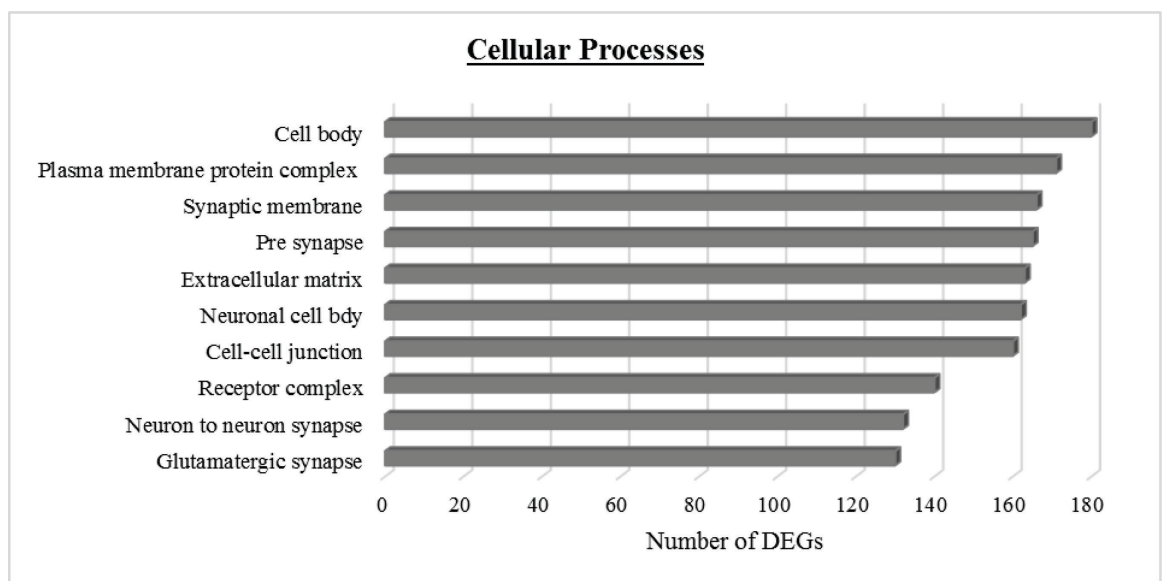 Cellular Processes
Cell body
Plasma membrane protein complex
Synaptic membrane
Pre synapse
Extracellular matrix
Neuronal cell bdy
Cell-cell junction
Receptor complex
Neuron to neuron synapse
Glutamatergic synapse
0 20 40 60 80 100 120 140 160 180
Number of DEGs